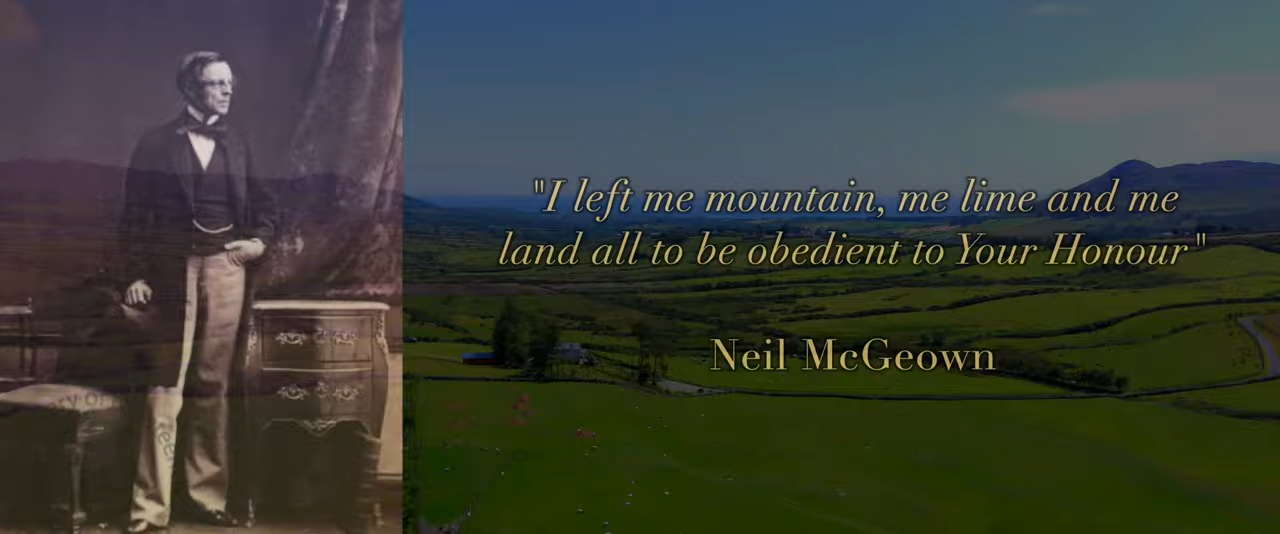 "I left me mountain, me lime and me
land all to be obedient to Your Honour"
Neil McGeown